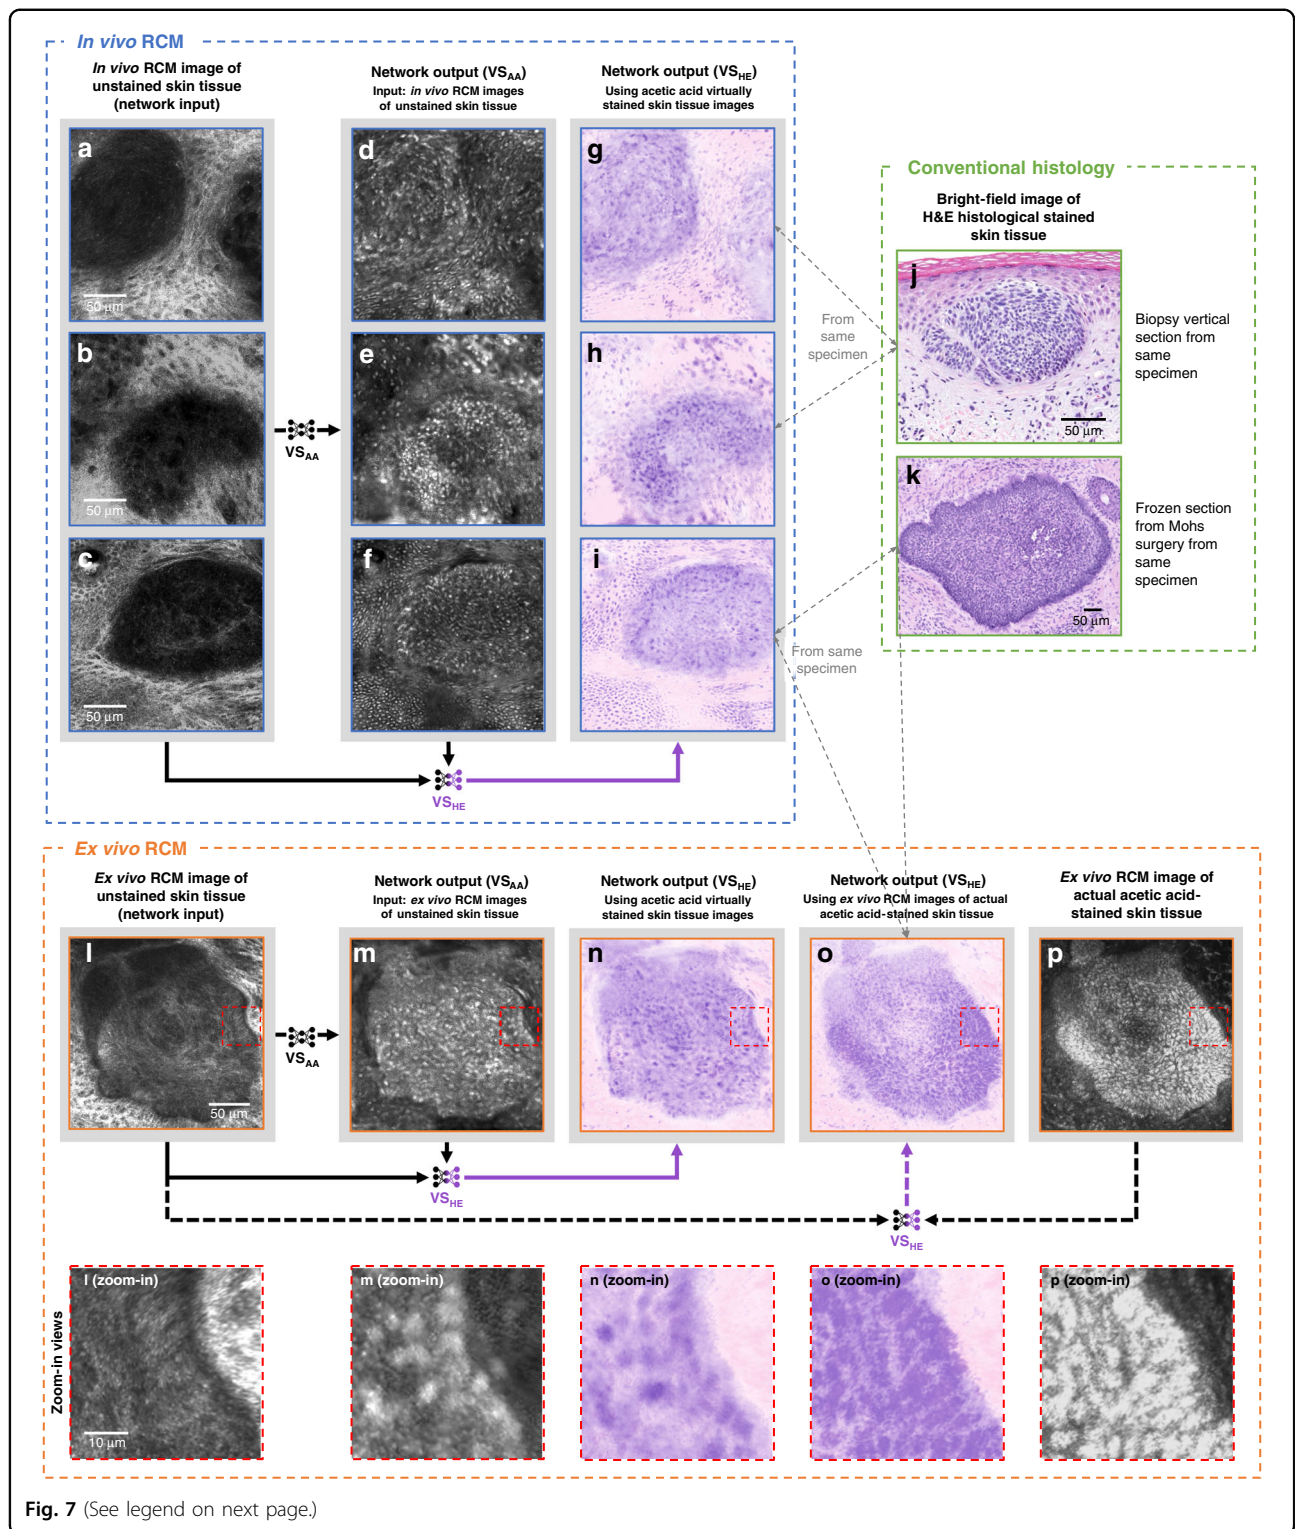 In vivo RCM
In vivo RCM image of
unstained skin tissue
(network input)
Network output (VSAA)
Input: in vivo RCM images
of unstained skin tissue
Network output (VSHE)
Using acetic acid virtually
stained skin tissue images
a
50 μm
b
50 μm
c
50 μm
VSAA
d
e
f
g
h
i
VSHE
From
same
specimen
From same
specimen
Conventional histology
Bright-field image of
H&E histological stained
skin tissue
j
50 μm
Biopsy vertical
section from
same
specimen
k
50 μm
Frozen section
from Mohs
surgery from
same
specimen
Ex vivo RCM
Ex vivo RCM image of
unstained skin tissue
(network input)
Network output (VSAA)
Input: ex vivo RCM images
of unstained skin tissue
Network output (VSHE)
Using acetic acid virtually
stained skin tissue images
Network output (VSHE)
Using ex vivo RCM images of actual
acetic acid-stained skin tissue
Ex vivo RCM image of
actual acetic acid-
stained skin tissue
l
50 μm
VSAA
m
n
o
p
VSHE
VSHE
Zoom-in views
l (zoom-in)
10 μm
m (zoom-in)
n (zoom-in)
o (zoom-in)
p (zoom-in)
Fig. 7 (See legend on next page.)